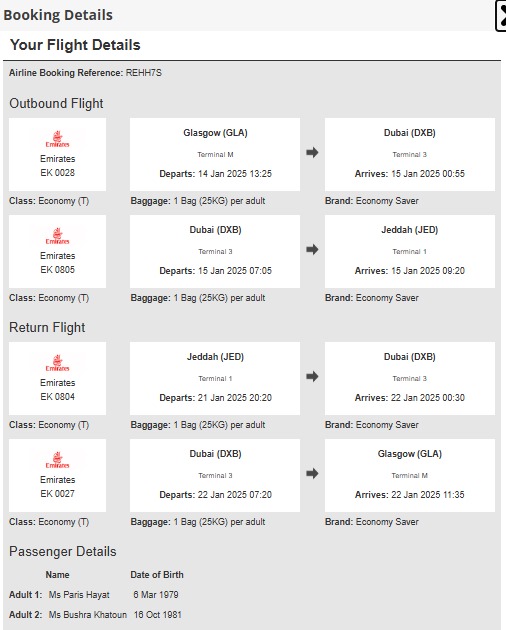 Booking Details
Your Flight Details
Airline Booking Reference: REHH7S
Outbound Flight
Emirates
Emirates
EK 0028
Glasgow (GLA)
Terminal M
Departs: 14 Jan 2025 13:25
Dubai (DXB)
Terminal 3
Arrives: 15 Jan 2025 00:55
Class: Economy (T)
Baggage: 1 Bag (25KG) per adult
Brand: Economy Saver
Emirates
Emirates
EK 0805
Dubai (DXB)
Terminal 3
Departs: 15 Jan 2025 07:05
Jeddah (JED)
Terminal 1
Arrives: 15 Jan 2025 09:20
Class: Economy (T)
Baggage: 1 Bag (25KG) per adult
Brand: Economy Saver
Return Flight
Emirates
Emirates
EK 0804
Jeddah (JED)
Terminal 1
Departs: 21 Jan 2025 20:20
Dubai (DXB)
Terminal 3
Arrives: 22 Jan 2025 00:30
Class: Economy (T)
Baggage: 1 Bag (25KG) per adult
Brand: Economy Saver
Emirates
Emirates
EK 0027
Dubai (DXB)
Terminal 3
Departs: 22 Jan 2025 07:20
Glasgow (GLA)
Terminal M
Arrives: 22 Jan 2025 11:35
Class: Economy (T)
Baggage: 1 Bag (25KG) per adult
Brand: Economy Saver
Passenger Details
Name Date of Birth
Adult 1: Ms Paris Hayat 6 Mar 1979
Adult 2: Ms Bushra Khatoun 16 Oct 1981